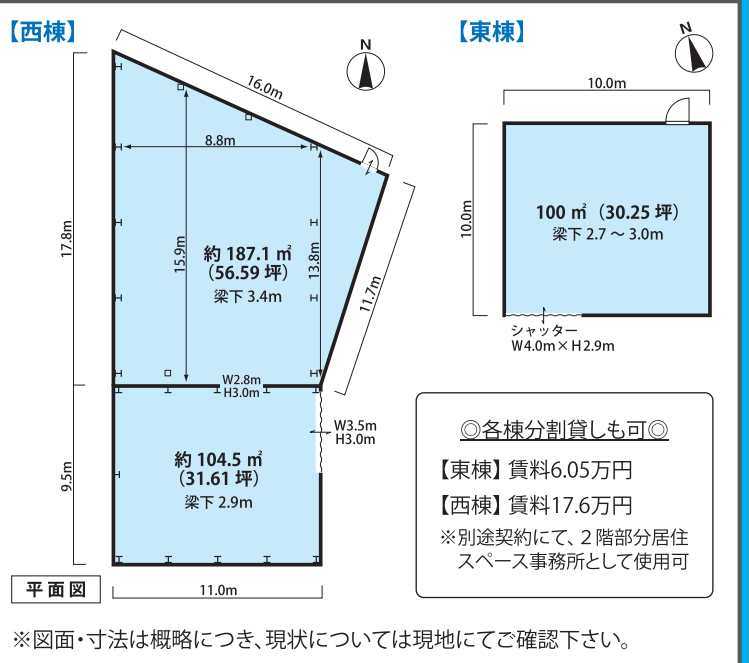 【西棟】
N
16.0m
8.8m
17.8m
15.9m
13.8m
約 187.1 ㎡
（56.59 坪）
梁下 3.4m
11.7m
W2.8m
H3.0m
W3.5m
H3.0m
約 104.5 ㎡
（31.61 坪）
梁下 2.9m
9.5m
11.0m
平面図
【東棟】
N
10.0m
10.0m
100 ㎡（30.25 坪）
梁下 2.7 ～ 3.0m
シャッター
W4.0m×H2.9m
◎各棟分割貸しも可◎
【東棟】賃料6.05万円
【西棟】賃料17.6万円
※別途契約にて、2 階部分居住
スペース事務所として使用可
※図面・寸法は概略につき、現状については現地にてご確認下さい。